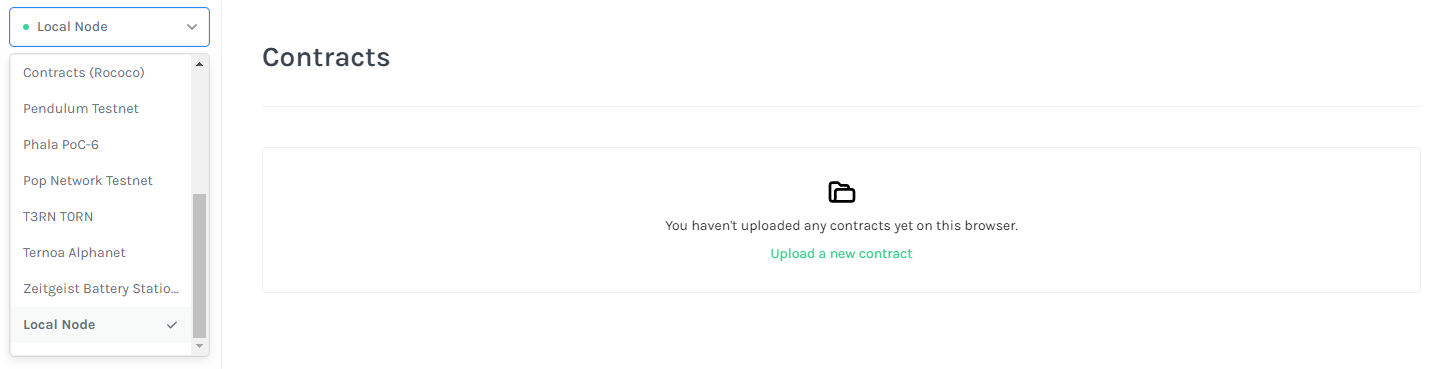 Local Node
Contracts (Rococo)
Pendulum Testnet
Phala PoC-6
Pop Network Testnet
T3RN T0RN
Ternoa Alphanet
Zeitgeist Battery Statio...
Local Node
Contracts
You haven't uploaded any contracts yet on this browser.
Upload a new contract